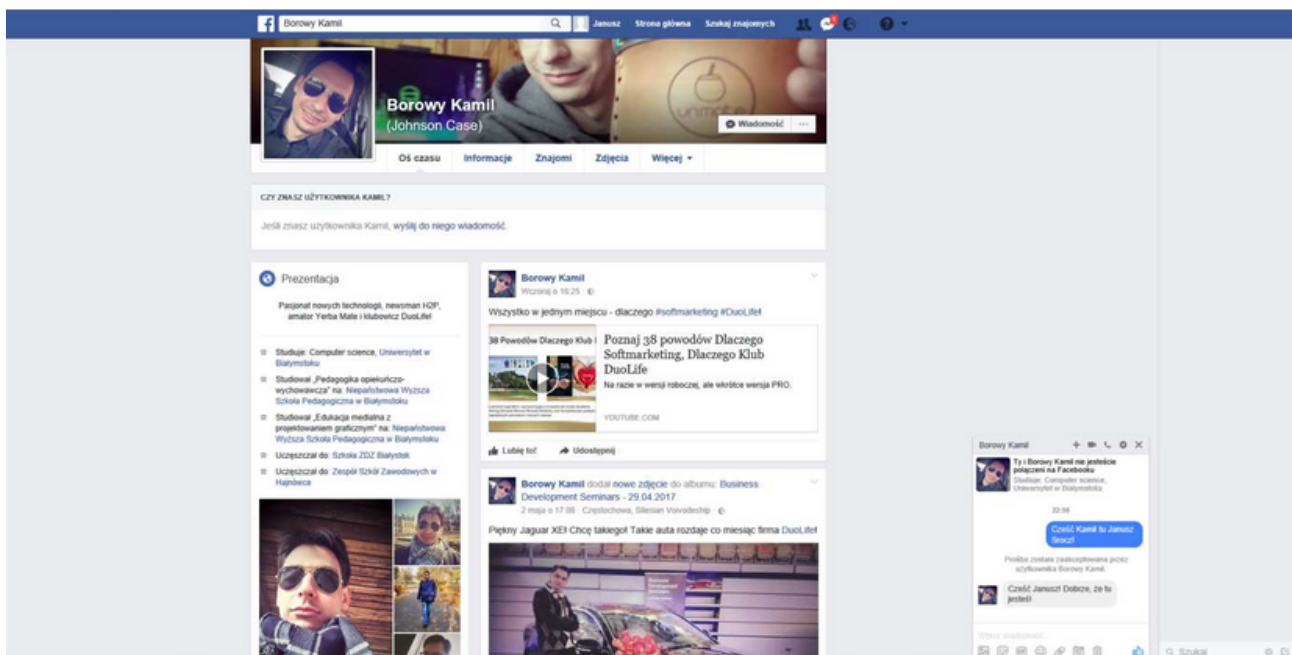 Borowy Kamil
Janusz
Strona główna
Szukaj znajomych
unmate
Borowy Kamil
(Johnson Case)
Wiadomość
Oś czasu
Informacje
Znajomi
Zdjęcia
Więcej
CZY ZNASZ UŻYTKOWNIKA KAMIL?
Jeśli znasz użytkownika Kamil, wyślij do niego wiadomość.
Prezentacja
Pasjonat nowych technologii, newsman H2P,
amator Yerba Mate i klubowicz DuoLife!
Studiuje: Computer science, Uniwersytet w
Białymstoku
Studiował „Pedagogika opiekuńczo-
wychowawcza” na: Niepaństwowa Wyższa
Szkoła Pedagogiczna w Białymstoku
Studiował „Edukacja medialna z
projektowaniem graficznym” na: Niepaństwowa
Wyższa Szkoła Pedagogiczna w Białymstoku
Uczęszczał do: Szkoła ZDZ Białystok
Uczęszczał do: Zespół Szkół Zawodowych w
Hajnówce
Borowy Kamil
Wczoraj o 16:25
Wszystko w jednym miejscu - dlaczego #softmarketing #DuoLife!
38 Powodów Dlaczego Klub
Poznaj 38 powodów Dlaczego
Softmarketing, Dlaczego Klub
DuoLife
Na razie w wersji roboczej, ale wkrótce wersja PRO.
YOUTUBE.COM
Lubię to!
Udostępnij
Borowy Kamil dodał nowe zdjęcie do albumu: Business
Development Seminars - 29.04.2017
2 maja o 17:08 · Częstochowa, Silesian Voivodeship
Piękny Jaguar XE!! Chcę takiego! Takie auta rozdaje co miesiąc firma DuoLife!
Business
Development
Seminars
Borowy Kamil
Ty i Borowy Kamil nie jesteście
połączeni na Facebooku
Studiuje: Computer science,
Uniwersytet w Białymstoku
22:56
Cześć Kamil tu Janusz
Srocz!
Prośba została zaakceptowana przez
użytkownika Borowy Kamil.
Cześć Janusz! Dobrze, że tu
jesteś!
Wpisz wiadomość...
Szukaj